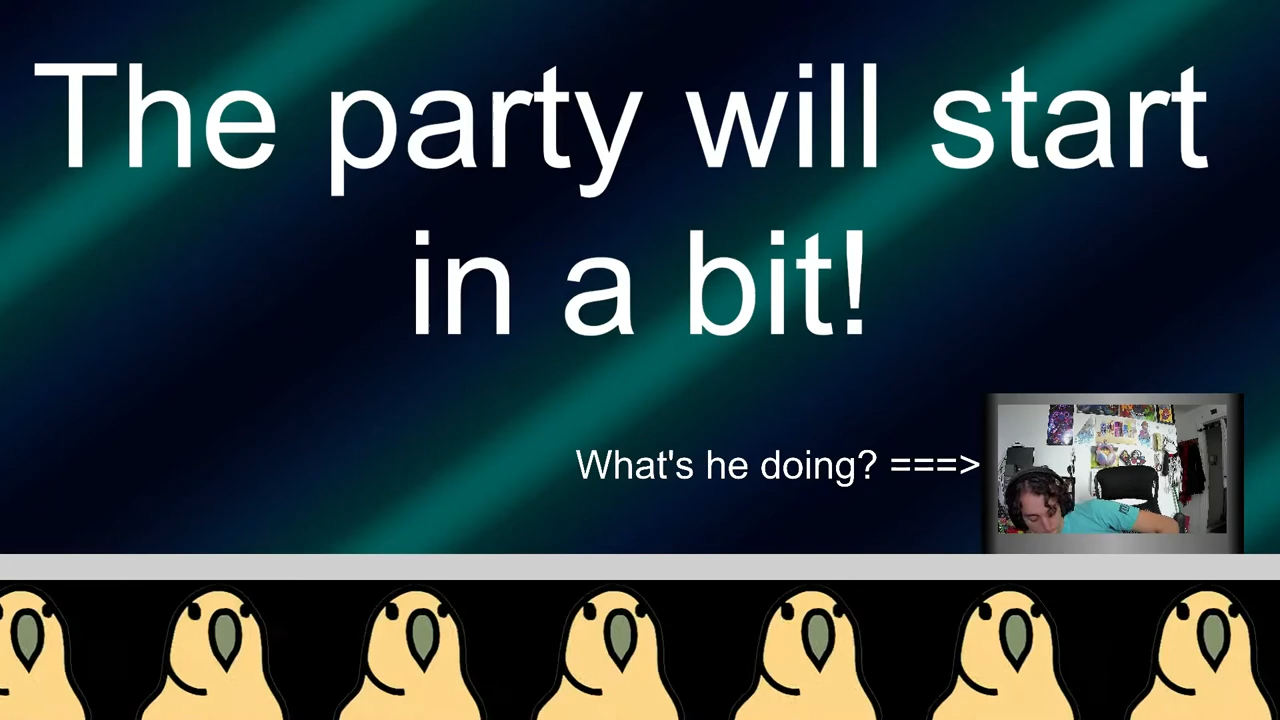 The party will start
in a bit!
What's he doing? ===>